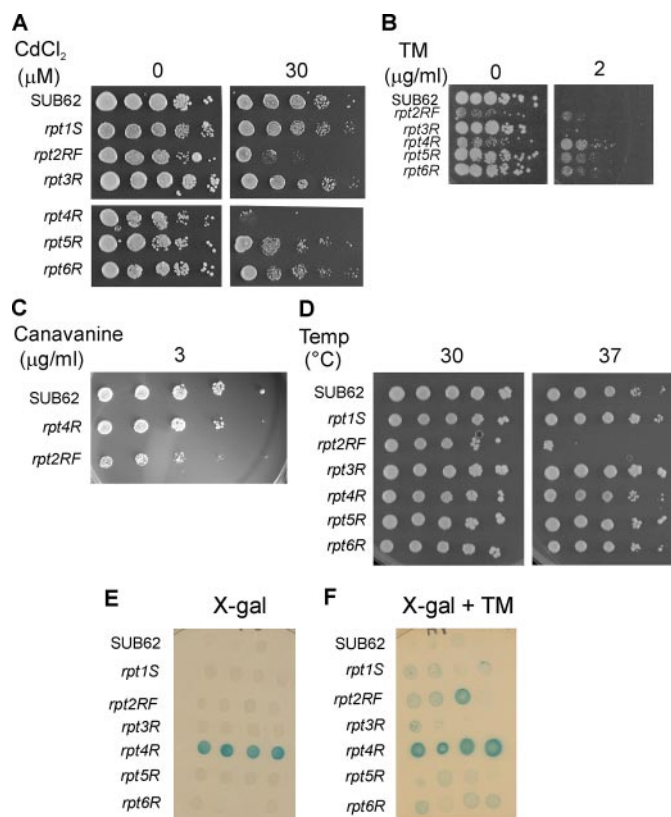 A
CdCl2
(μM)
0
30
SUB62
rpt1S
rpt2RF
rpt3R
rpt4R
rpt5R
rpt6R
B
TM
(μg/ml)
0
2
SUB62
rpt2RF
rpt3R
rpt4R
rpt5R
rpt6R
C
Canavanine
(μg/ml)
3
SUB62
rpt4R
rpt2RF
D
Temp
(°C)
30
37
SUB62
rpt1S
rpt2RF
rpt3R
rpt4R
rpt5R
rpt6R
E
X-gal
SUB62
rpt1S
rpt2RF
rpt3R
rpt4R
rpt5R
rpt6R
F
X-gal + TM
SUB62
rpt1S
rpt2RF
rpt3R
rpt4R
rpt5R
rpt6R